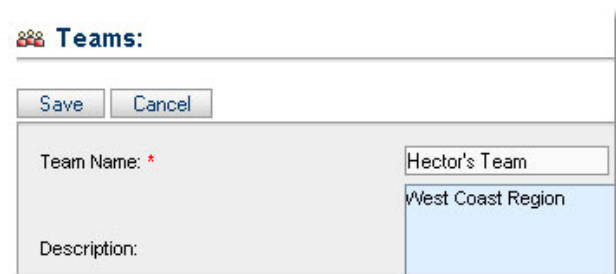 Teams:
Save Cancel
Team Name: * Hector's Team
West Coast Region
Description: